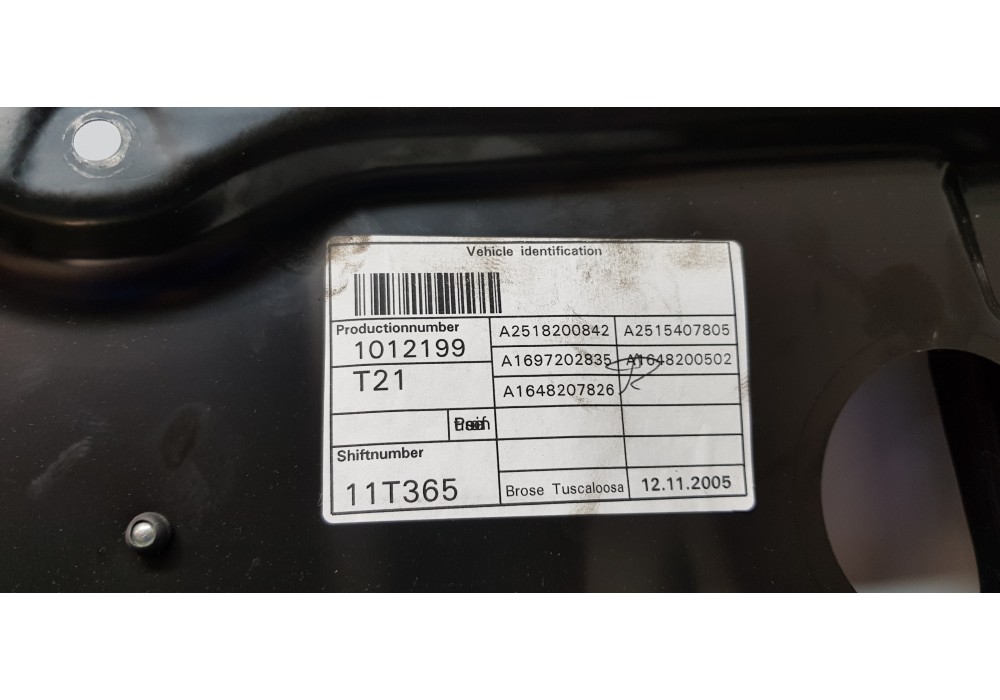 Vehicle identification
Productionnumber
1012199
A2518200842 A2515407805
A1697202835 A1648200502
T21
A1648207826
Shiftnumber
11T365
Brose Tuscaloosa 12.11.2005